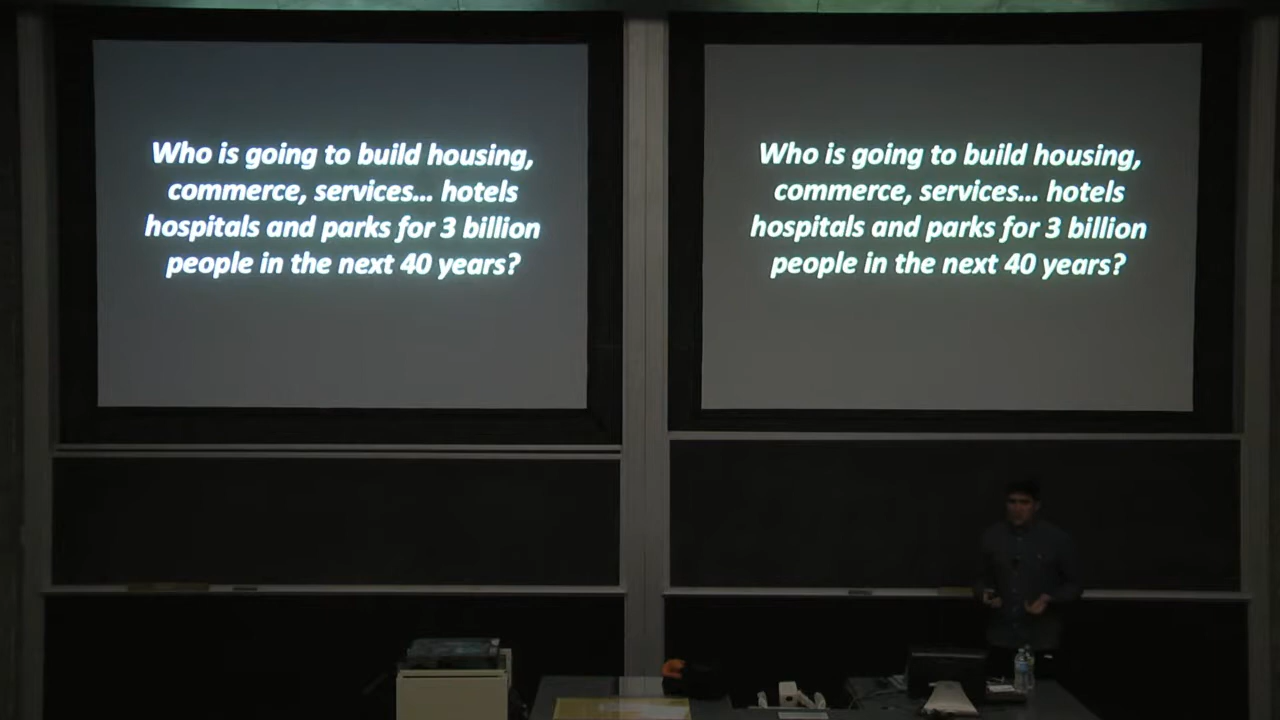 Who is going to build housing,
commerce, services... hotels
hospitals and parks for 3 billion
people in the next 40 years?
Who is going to build housing,
commerce, services... hotels
hospitals and parks for 3 billion
people in the next 40 years?